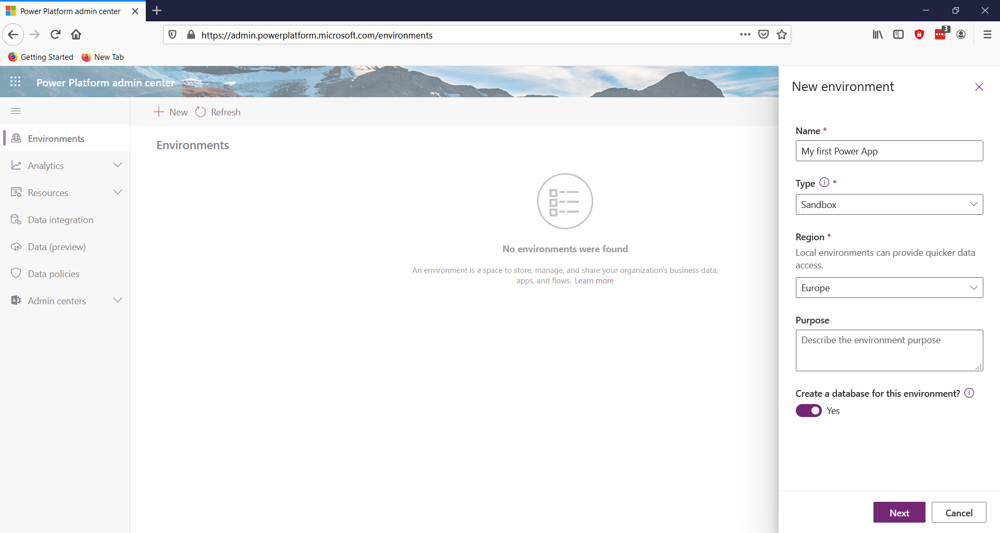 Power Platform admin center
https://admin.powerplatform.microsoft.com/environments
3
Getting Started
New Tab
Power Platform admin center
New
Refresh
Environments
Analytics
Resources
Data integration
Data (preview)
Data policies
Admin centers
Environments
No environments were found
An environment is a space to store, manage, and share your organization's business data,
apps, and flows. Learn more
New environment
Name *
My first Power App
Type *
Sandbox
Region *
Local environments can provide quicker data
access.
Europe
Purpose
Describe the environment purpose
Create a database for this environment?
Yes
Next
Cancel